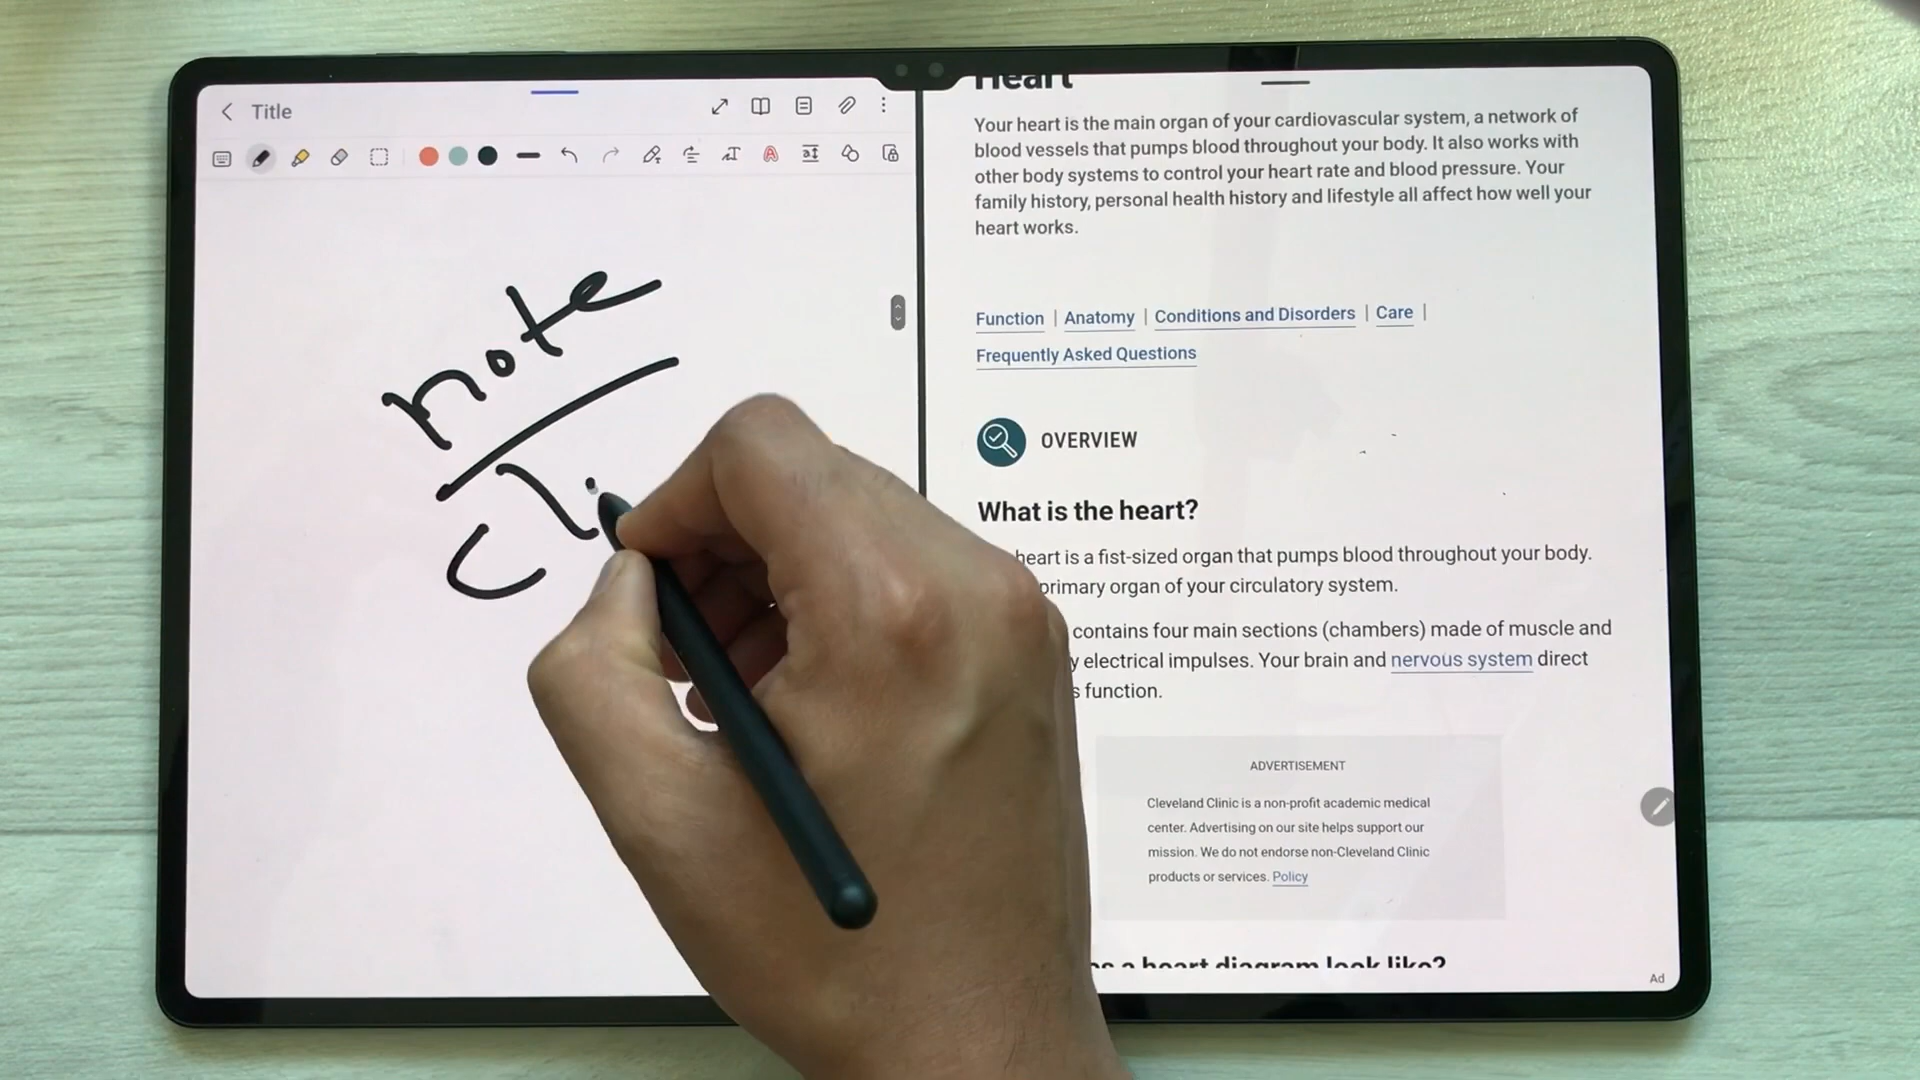 Title
note
Cli
Heart
Your heart is the main organ of your cardiovascular system, a network of
blood vessels that pumps blood throughout your body. It also works with
other body systems to control your heart rate and blood pressure. Your
family history, personal health history and lifestyle all affect how well your
heart works.
Function | Anatomy | Conditions and Disorders | Care |
Frequently Asked Questions
OVERVIEW
What is the heart?
heart is a fist-sized organ that pumps blood throughout your body.
primary organ of your circulatory system.
contains four main sections (chambers) made of muscle and
y electrical impulses. Your brain and nervous system direct
s function.
ADVERTISEMENT
Cleveland Clinic is a non-profit academic medical
center. Advertising on our site helps support our
mission. We do not endorse non-Cleveland Clinic
products or services. Policy
a heart diagram look like?
Ad